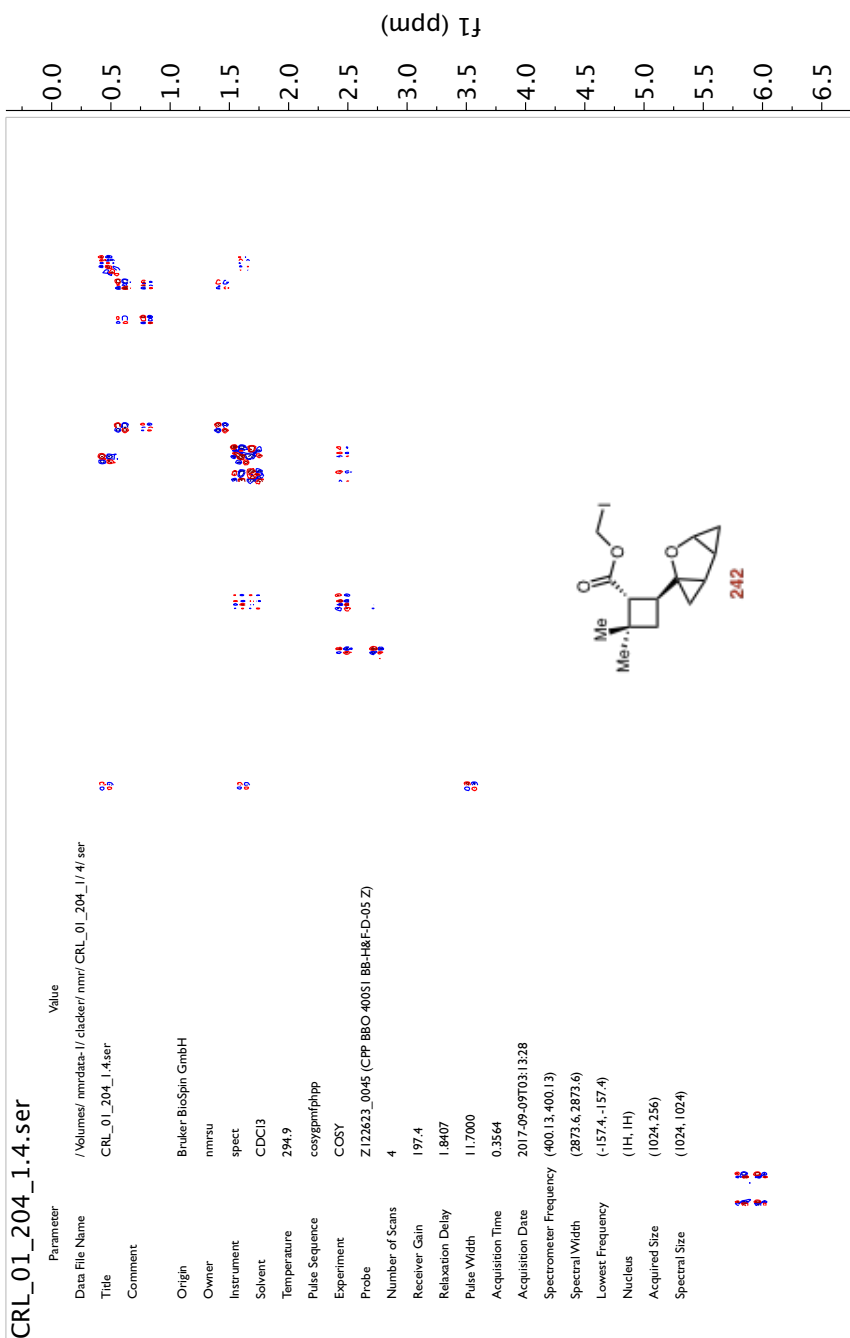 CRL_01_204_1.4.ser
Parameter Value
Data File Name / Volumes/ nmrdata-1/ clacker/ nmr/ CRL_01_204_1/ 4/ ser
Title CRL_01_204_1.4.ser
Comment
Origin Bruker BioSpin GmbH
Owner nmrsu
Instrument spect
Solvent CDCl3
Temperature 294.9
Pulse Sequence cosygpmfphpp
Experiment COSY
Probe Z122623_0045 (CPP BBO 400S1 BB-H&F-D-05 Z)
Number of Scans 4
Receiver Gain 197.4
Relaxation Delay 1.8407
Pulse Width 11.7000
Acquisition Time 0.3564
Acquisition Date 2017-09-09T03:13:28
Spectrometer Frequency (400.13, 400.13)
Spectral Width (2873.6, 2873.6)
Lowest Frequency (-157.4, -157.4)
Nucleus (1H, 1H)
Acquired Size (1024, 256)
Spectral Size (1024, 1024)
Me
Me
O
O
I
O
242
0.0
0.5
1.0
1.5
2.0
2.5
3.0
3.5
4.0
4.5
5.0
5.5
6.0
6.5
f1 (ppm)